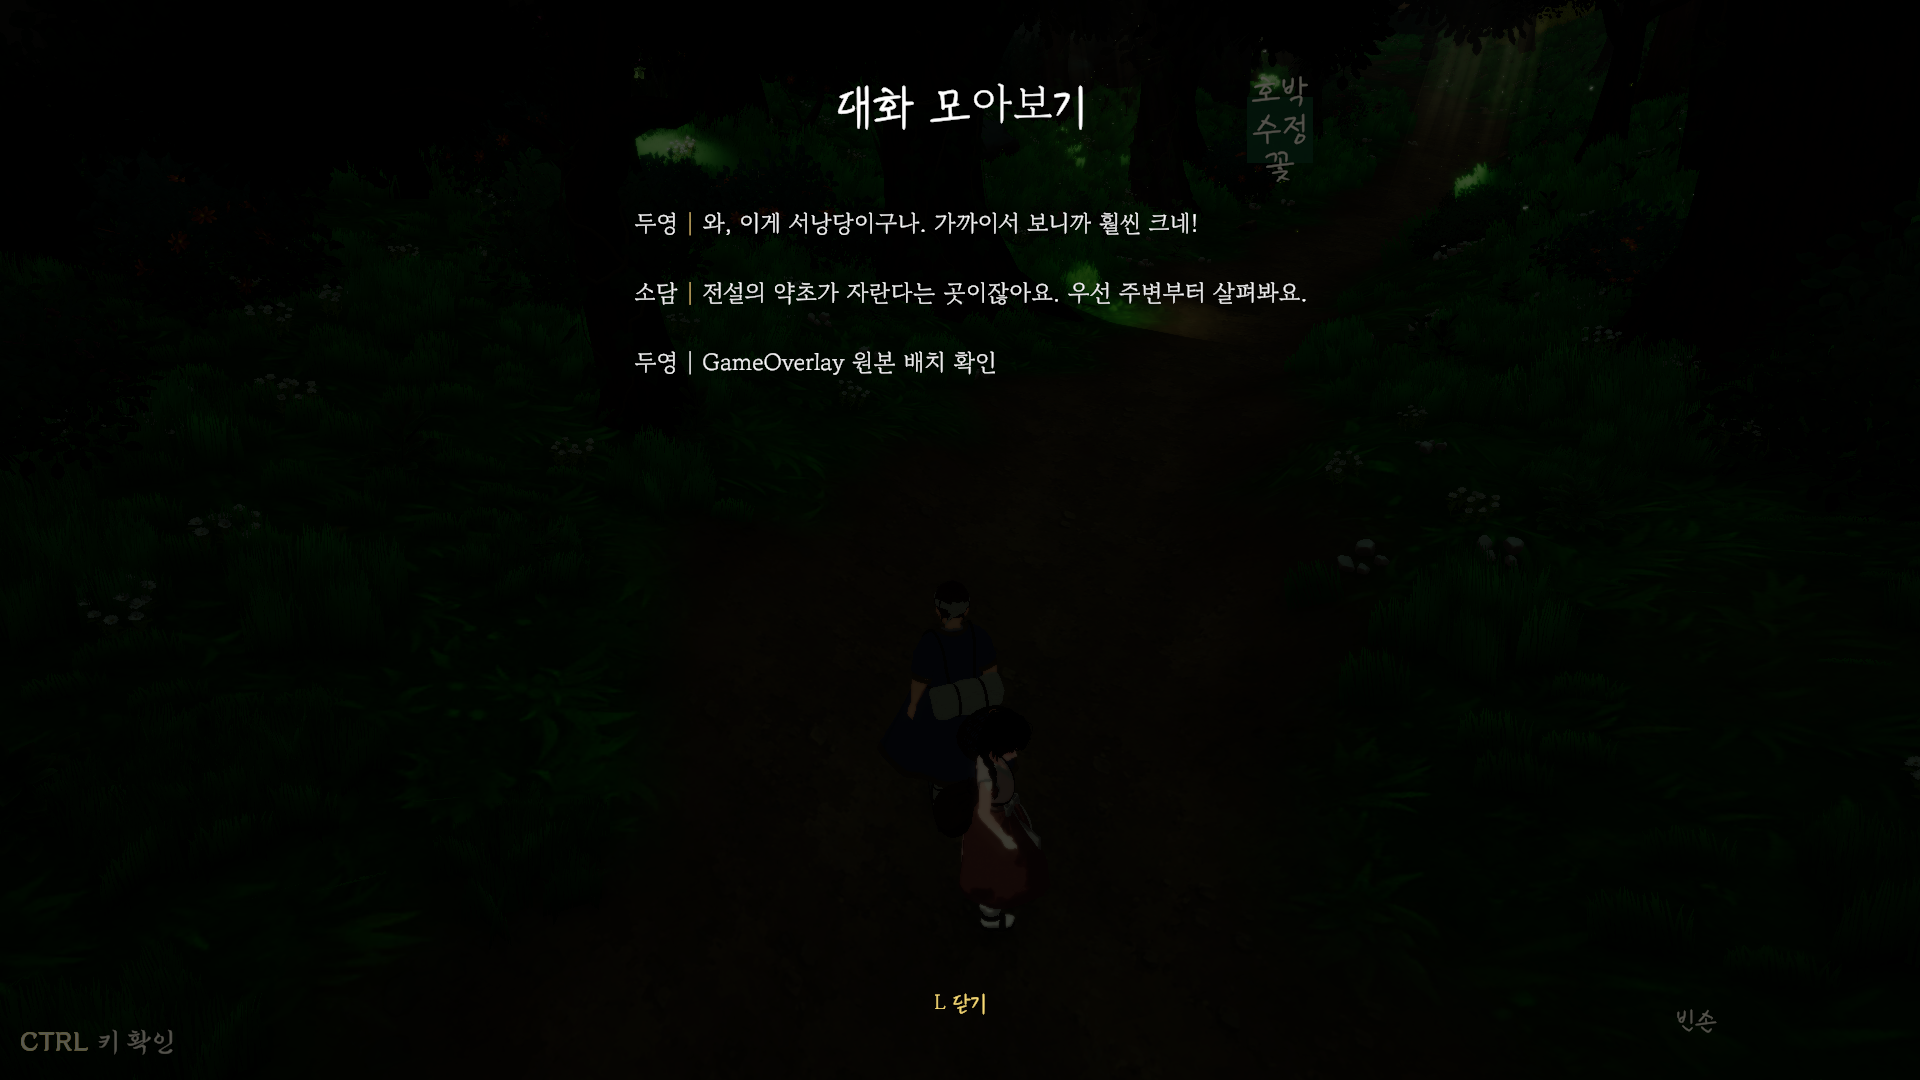 대화 모아보기
호박
수정
꽃
두영 | 와, 이게 서낭당이구나. 가까이서 보니까 훨씬 크네!
소담 | 전설의 약초가 자란다는 곳이잖아요. 우선 주변부터 살펴봐요.
두영 | GameOverlay 원본 배치 확인
L 닫기
빈손
CTRL 키 확인